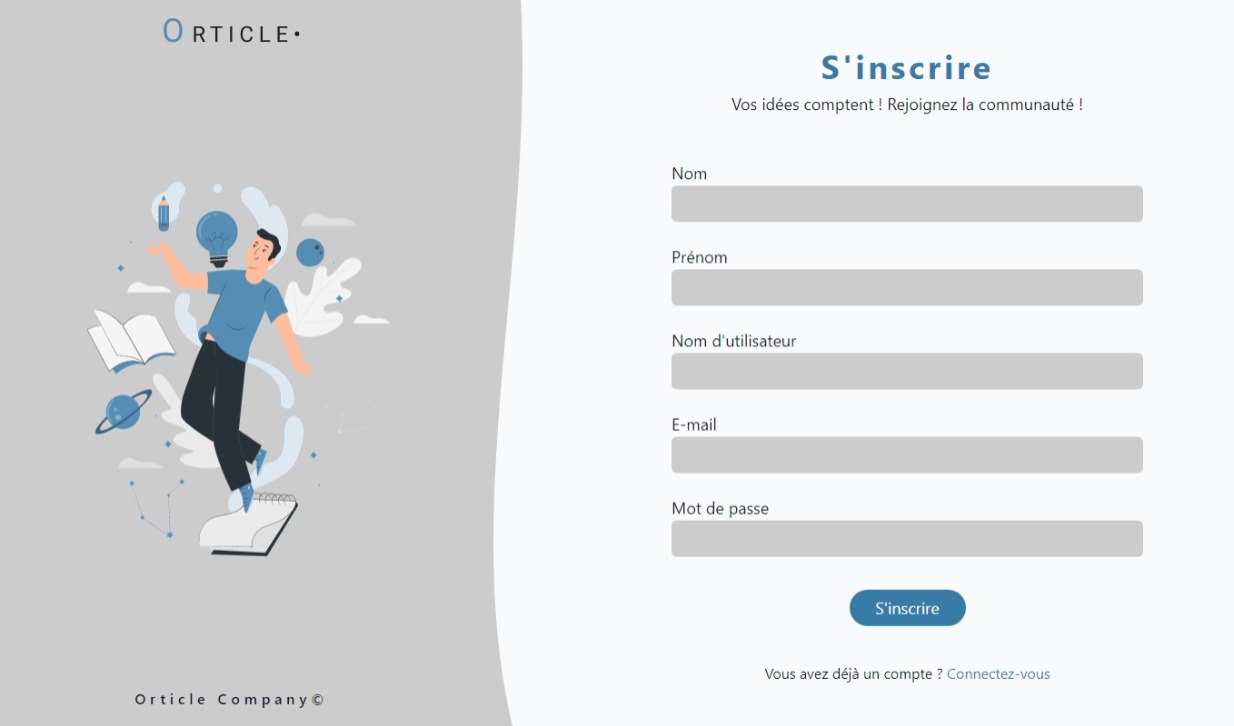 ORTICLE•
S'inscrire
Vos idées comptent ! Rejoignez la communauté !
Nom
Prénom
Nom d'utilisateur
E-mail
Mot de passe
S'inscrire
Vous avez déjà un compte ? Connectez-vous
Orticle Company©